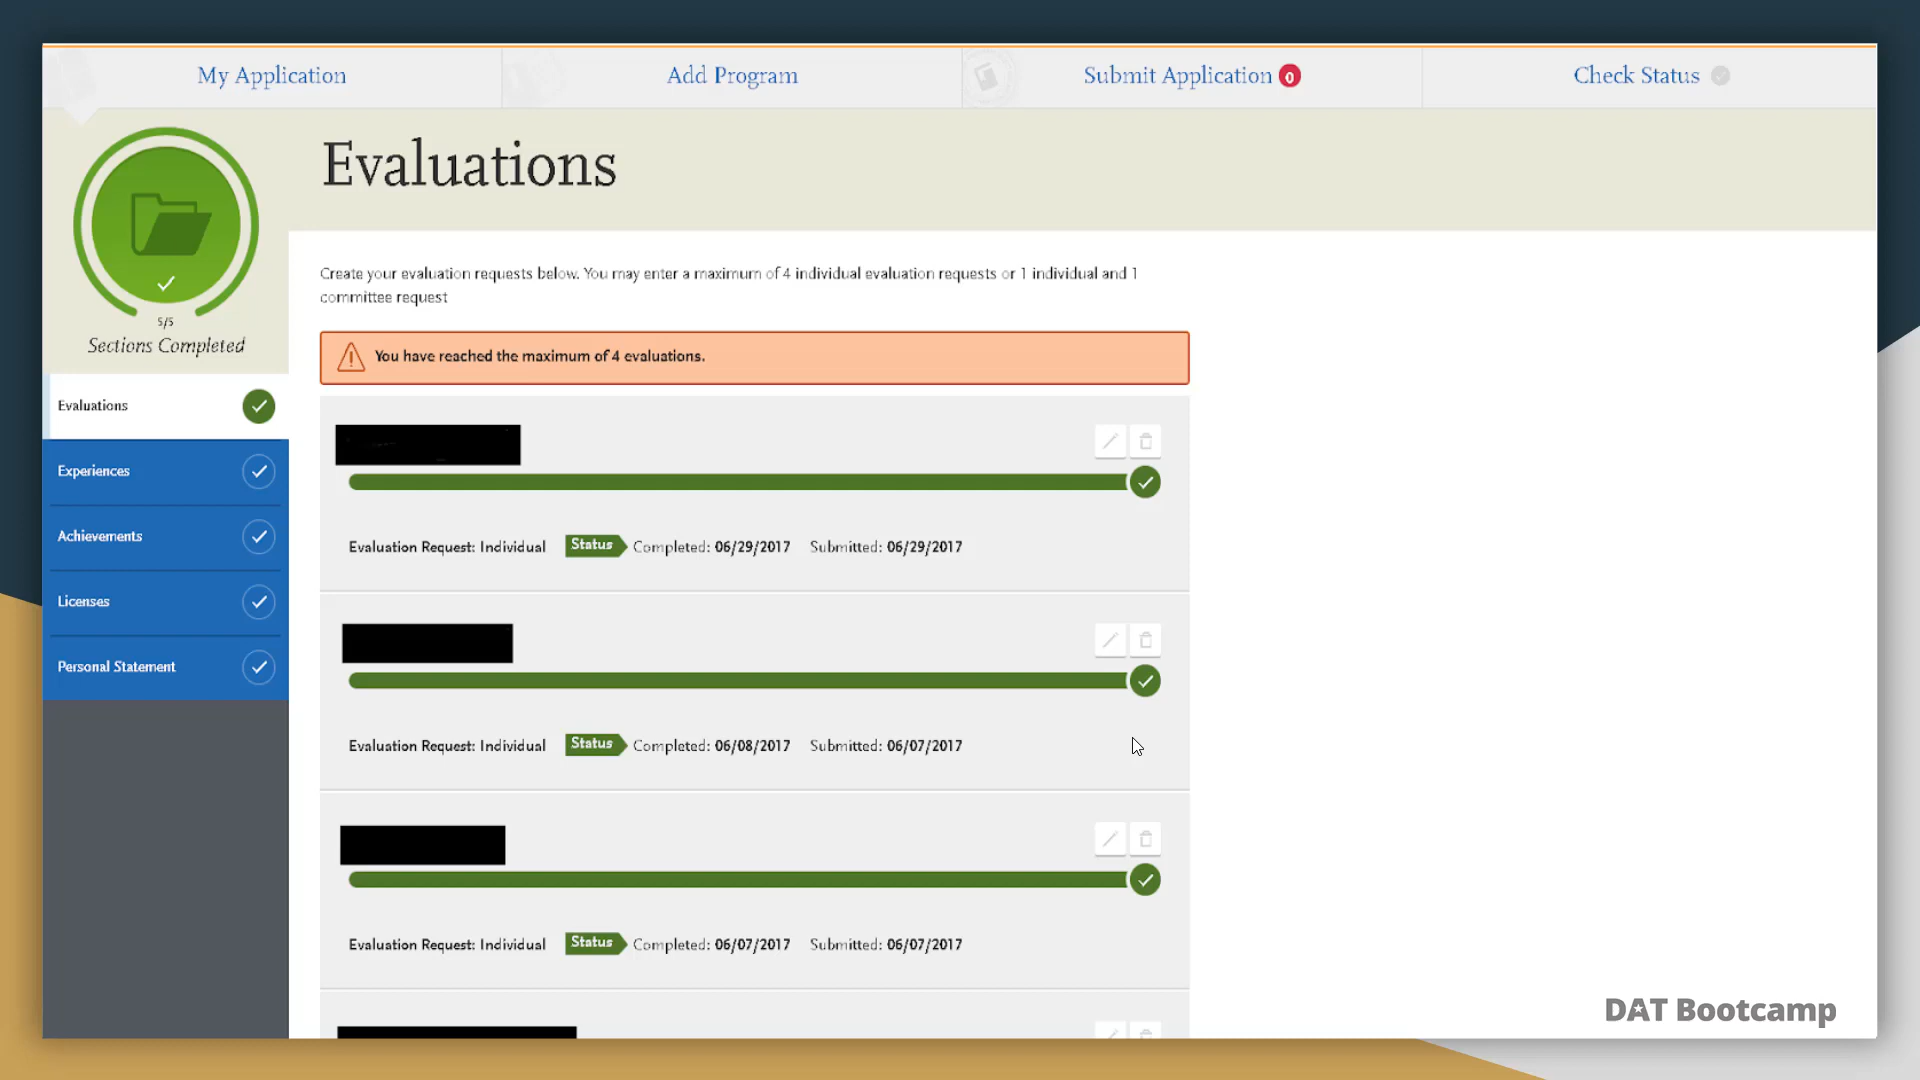 My Application
Add Program
Submit Application 0
Check Status
Evaluations
5/5
Sections Completed
Create your evaluation requests below. You may enter a maximum of 4 individual evaluation requests or 1 individual and 1
committee request
You have reached the maximum of 4 evaluations.
Evaluations
Experiences
Achievements
Licenses
Personal Statement
Evaluation Request: Individual Status Completed: 06/29/2017 Submitted: 06/29/2017
Evaluation Request: Individual Status Completed: 06/08/2017 Submitted: 06/07/2017
Evaluation Request: Individual Status Completed: 06/07/2017 Submitted: 06/07/2017
DAT Bootcamp